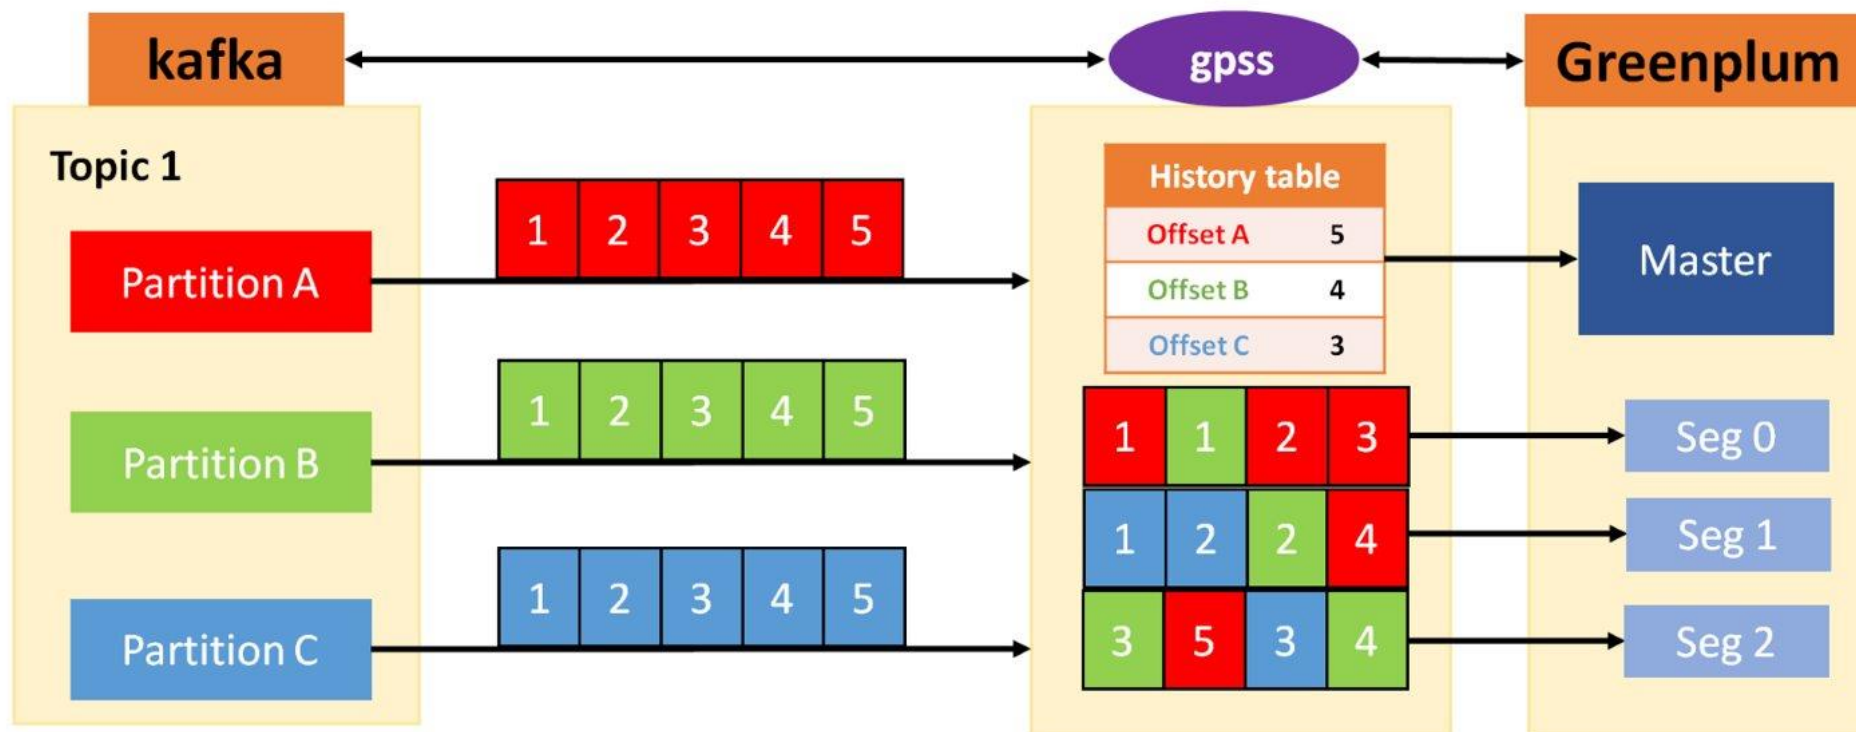 kafka
gpss
Greenplum
Topic 1
Partition A
1 2 3 4 5
Partition B
1 2 3 4 5
Partition C
1 2 3 4 5
History table
Offset A 5
Offset B 4
Offset C 3
1 1 2 3
1 2 2 4
3 5 3 4
Master
Seg 0
Seg 1
Seg 2